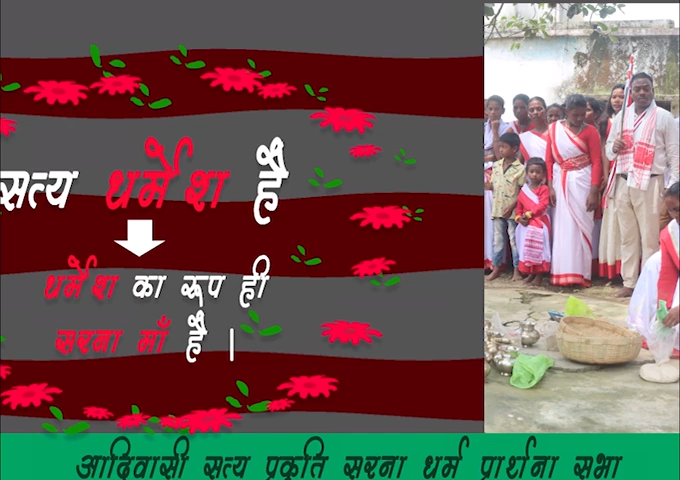 सत्य धर्मेश है
धर्मेश का रूप ही
सरना माँ है |
आदिवासी सत्य प्रकृति सरना धर्म प्रार्थना सभा